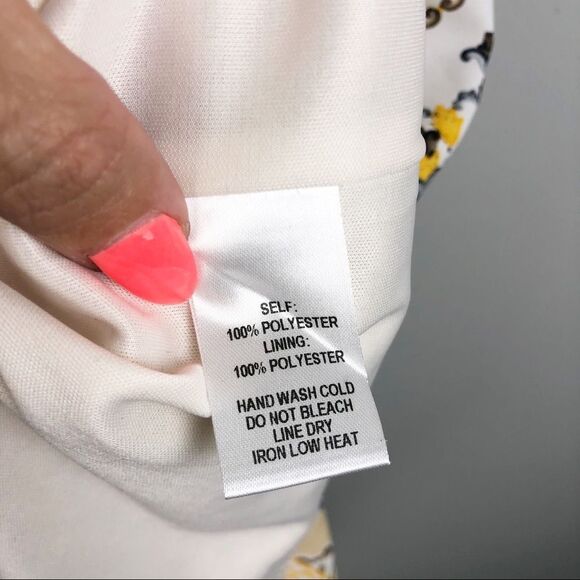 SELF:
100% POLYESTER
LINING:
100% POLYESTER
HAND WASH COLD
DO NOT BLEACH
LINE DRY
IRON LOW HEAT